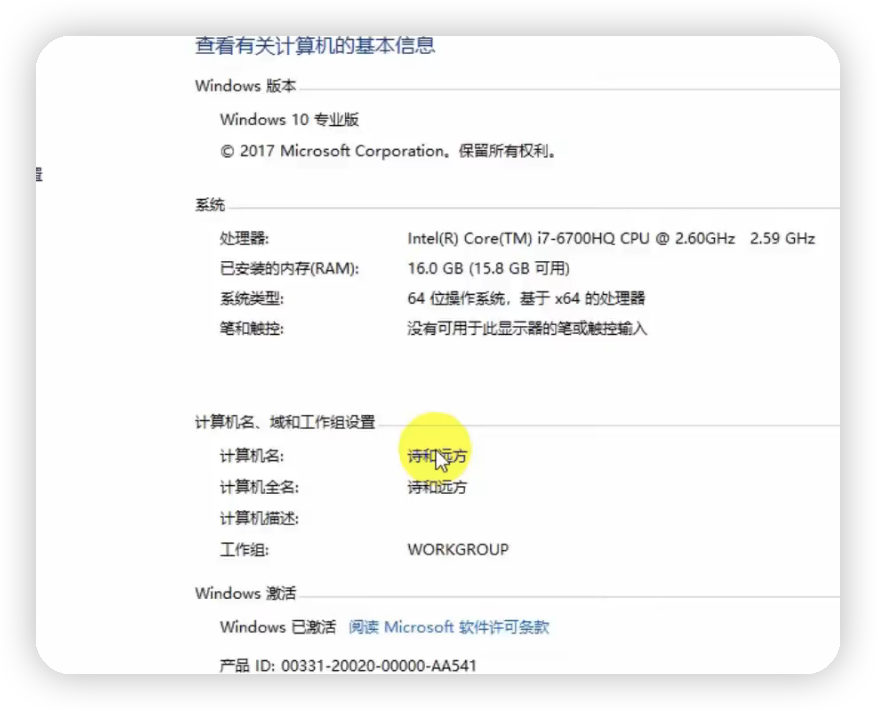 查看有关计算机的基本信息
Windows 版本
Windows 10 专业版
© 2017 Microsoft Corporation。保留所有权利。
置
系统
处理器: Intel(R) Core(TM) i7-6700HQ CPU @ 2.60GHz 2.59 GHz
已安装的内存(RAM): 16.0 GB (15.8 GB 可用)
系统类型: 64 位操作系统，基于 x64 的处理器
笔和触控: 没有可用于此显示器的笔或触控输入
计算机名、域和工作组设置
计算机名: 诗和远方
计算机全名: 诗和远方
计算机描述:
工作组: WORKGROUP
Windows 激活
Windows 已激活 阅读 Microsoft 软件许可条款
产品 ID: 00331-20020-00000-AA541